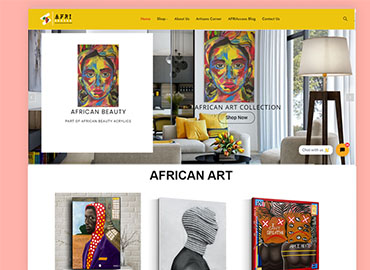 AFRI
Home Shop About Us Artisans Corner AFRIAccess Blog Contact Us
AFRICAN BEAUTY
PART OF AFRICAN BEAUTY ACRYLICS
AFRICAN ART COLLECTION
Shop Now
Chat with us
AFRICAN ART